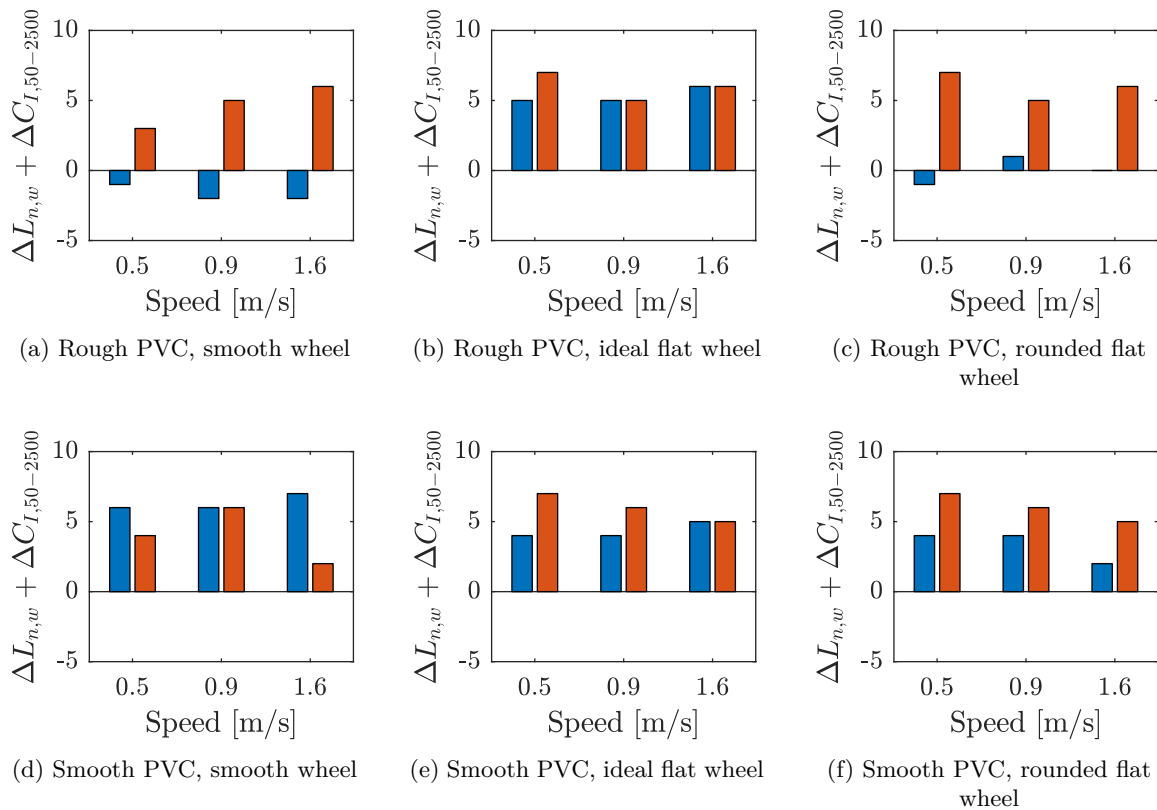 ΔL_{n,w} + ΔC_{I,50−2500}
10
5
0
-5
0.5 0.9 1.6
Speed [m/s]
(a) Rough PVC, smooth wheel
ΔL_{n,w} + ΔC_{I,50−2500}
10
5
0
-5
0.5 0.9 1.6
Speed [m/s]
(b) Rough PVC, ideal flat wheel
ΔL_{n,w} + ΔC_{I,50−2500}
10
5
0
-5
0.5 0.9 1.6
Speed [m/s]
(c) Rough PVC, rounded flat
wheel
ΔL_{n,w} + ΔC_{I,50−2500}
10
5
0
-5
0.5 0.9 1.6
Speed [m/s]
(d) Smooth PVC, smooth wheel
ΔL_{n,w} + ΔC_{I,50−2500}
10
5
0
-5
0.5 0.9 1.6
Speed [m/s]
(e) Smooth PVC, ideal flat wheel
ΔL_{n,w} + ΔC_{I,50−2500}
10
5
0
-5
0.5 0.9 1.6
Speed [m/s]
(f) Smooth PVC, rounded flat
wheel